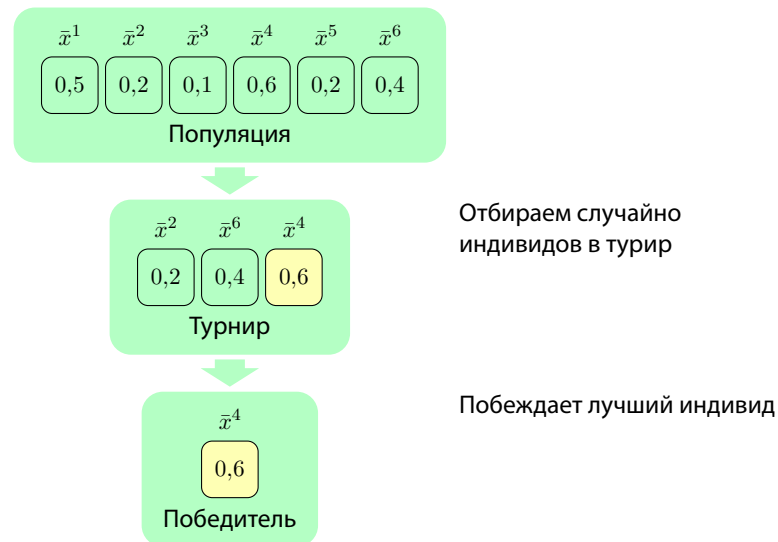 x̄¹ x̄² x̄³ x̄⁴ x̄⁵ x̄⁶
0,5 0,2 0,1 0,6 0,2 0,4
Популяция
x̄² x̄⁶ x̄⁴
0,2 0,4 0,6
Турнир
Отбираем случайно
индивидов в турир
x̄⁴
0,6
Победитель
Побеждает лучший индивид